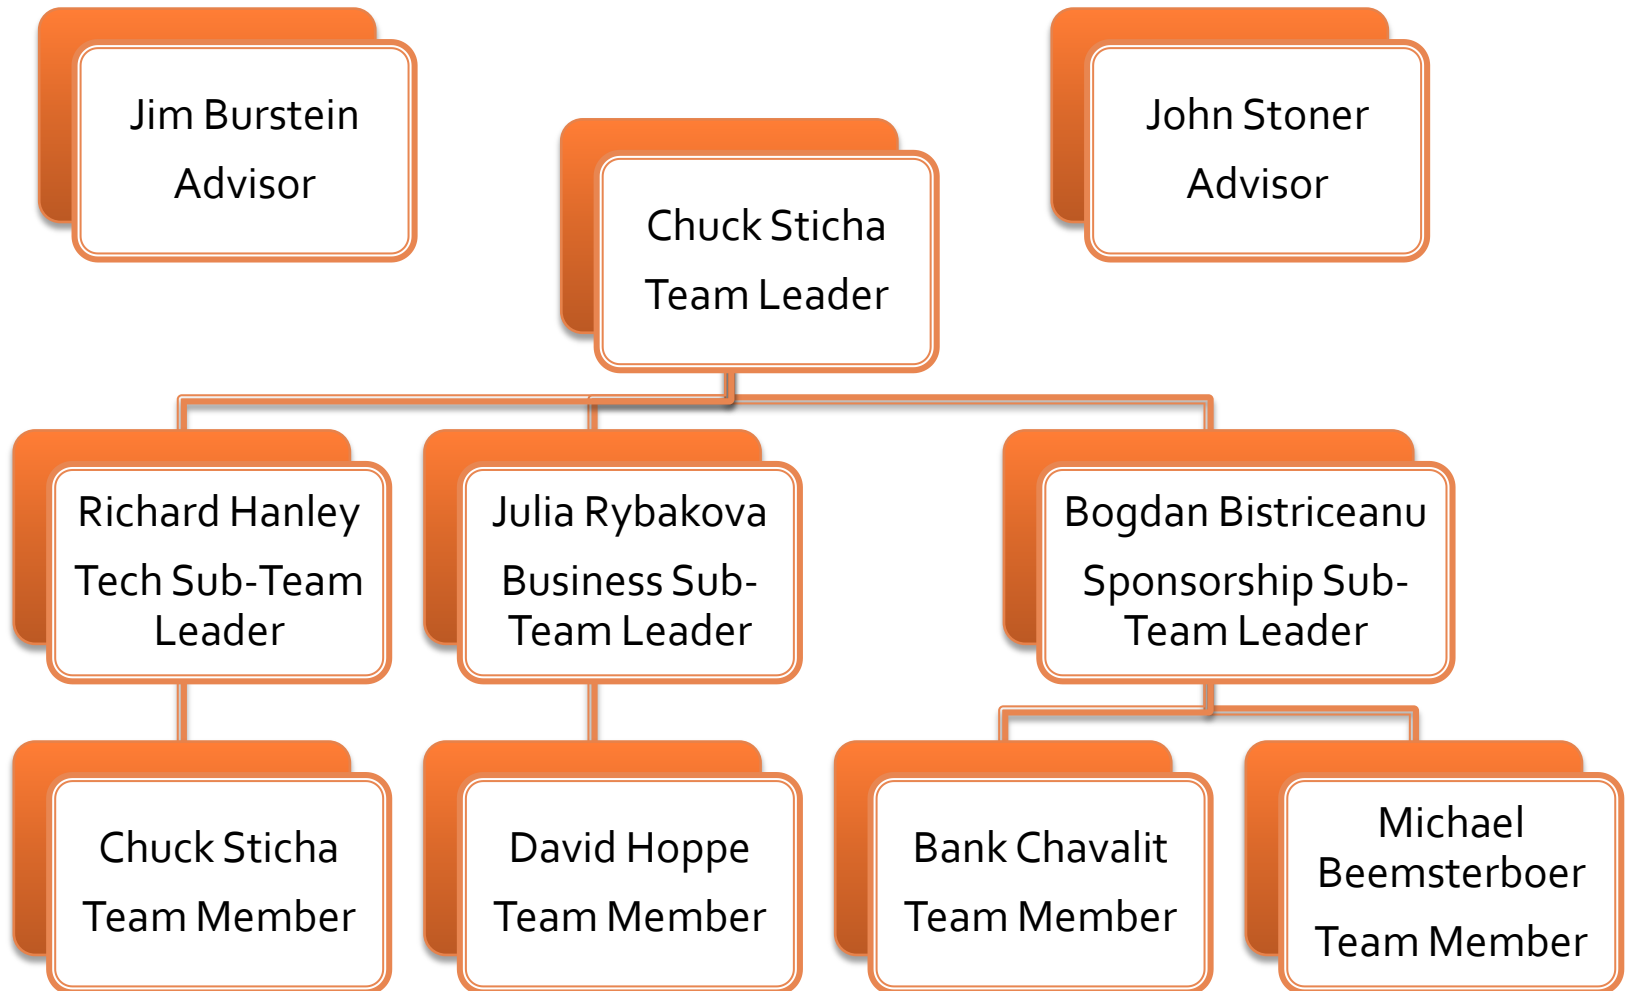 Jim Burstein
Advisor
John Stoner
Advisor
Chuck Sticha
Team Leader
Richard Hanley
Tech Sub-Team
Leader
Julia Rybakova
Business Sub-
Team Leader
Bogdan Bistriceanu
Sponsorship Sub-
Team Leader
Chuck Sticha
Team Member
David Hoppe
Team Member
Bank Chavalit
Team Member
Michael
Beemsterboer
Team Member